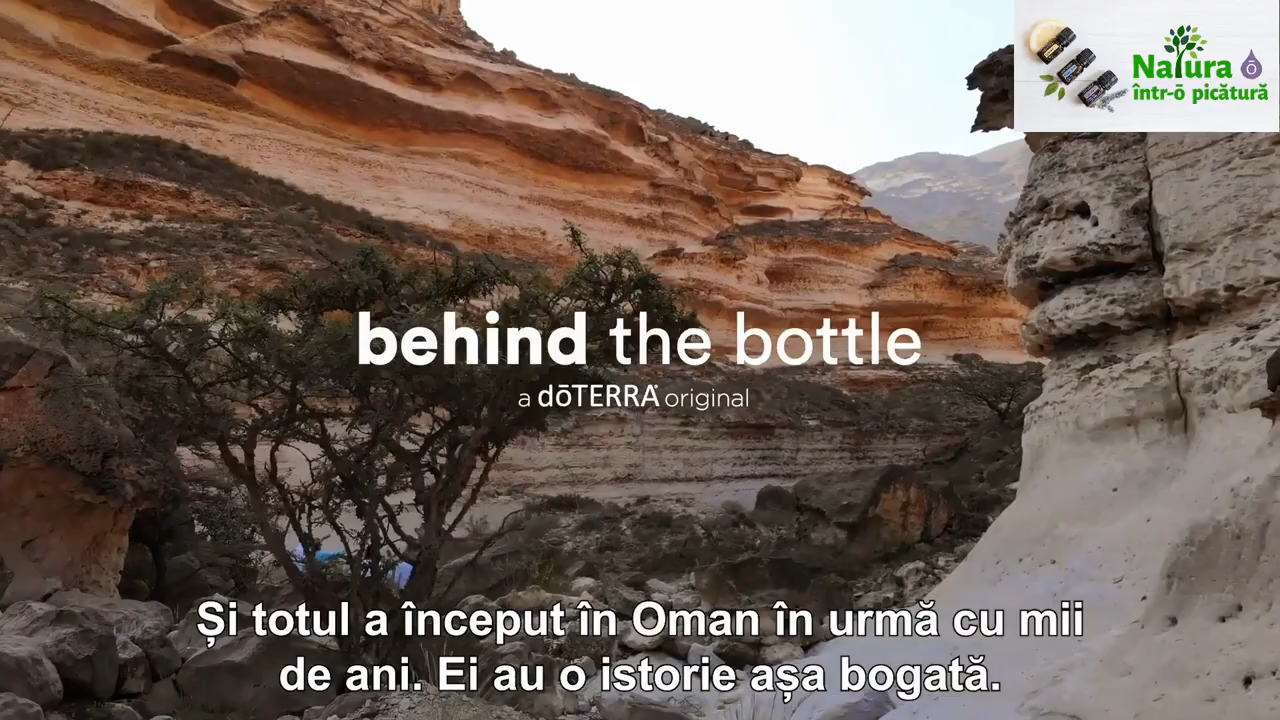 Natura
într-ō picătură
behind the bottle
a dōTERRA original
Și totul a început în Oman în urmă cu mii
de ani. Ei au o istorie așa bogată.